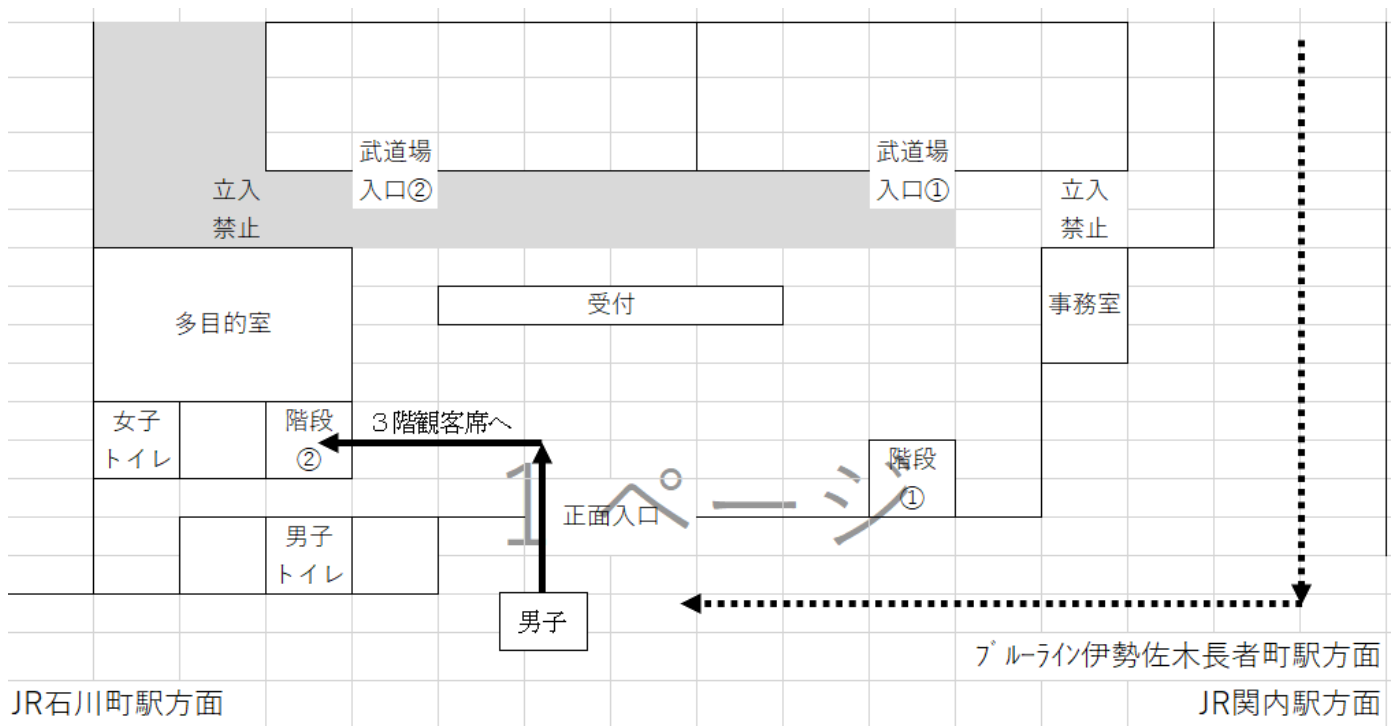 武道場
入口②
武道場
入口①
立入
禁止
立入
禁止
受付
事務室
多目的室
女子
トイレ
階段
②
３階観客席へ
階段
①
1 ページ
正面入口
男子
トイレ
男子
ﾌﾞﾙｰﾗｲﾝ伊勢佐木長者町駅方面
JR石川町駅方面
JR関内駅方面